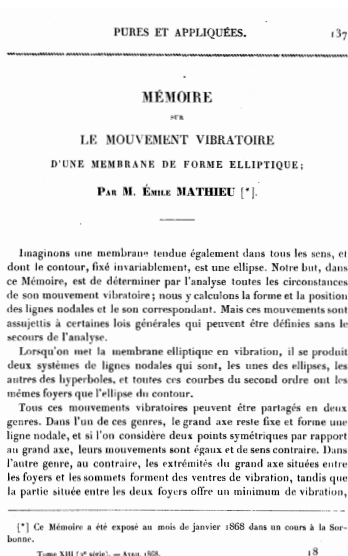 PURES ET APPLIQUÉES. 137
MÉMOIRE
SUR
LE MOUVEMENT VIBRATOIRE
D'UNE MEMBRANE DE FORME ELLIPTIQUE;
PAR M. ÉMILE MATHIEU [*].
Imaginons une membrane tendue également dans tous les sens, et
dont le contour, fixé invariablement, est une ellipse. Notre but, dans
ce Mémoire, est de déterminer par l'analyse toutes les circonstances
de son mouvement vibratoire; nous y calculons la forme et la position
des lignes nodales et le son correspondant. Mais ces mouvements sont
assujettis à certaines lois générales qui peuvent être définies sans le
secours de l'analyse.
Lorsqu'on met la membrane elliptique en vibration, il se produit
deux systèmes de lignes nodales qui sont, les unes des ellipses, les
autres des hyperboles, et toutes ces courbes du second ordre ont les
mêmes foyers que l'ellipse du contour.
Tous ces mouvements vibratoires peuvent être partagés en deux
genres. Dans l'un de ces genres, le grand axe reste fixe et forme une
ligne nodale, et si l'on considère deux points symétriques par rapport
au grand axe, leurs mouvements sont égaux et de sens contraire. Dans
l'autre genre, au contraire, les extrémités du grand axe situées entre
les foyers et les sommets forment des ventres de vibration, tandis que
la partie située entre les deux foyers offre un minimum de vibration,
[*] Ce Mémoire a été exposé au mois de janvier 1868 dans un cours à la Sor-
bonne.
Tome XIII (2e série). — AVRIL 1868. 18